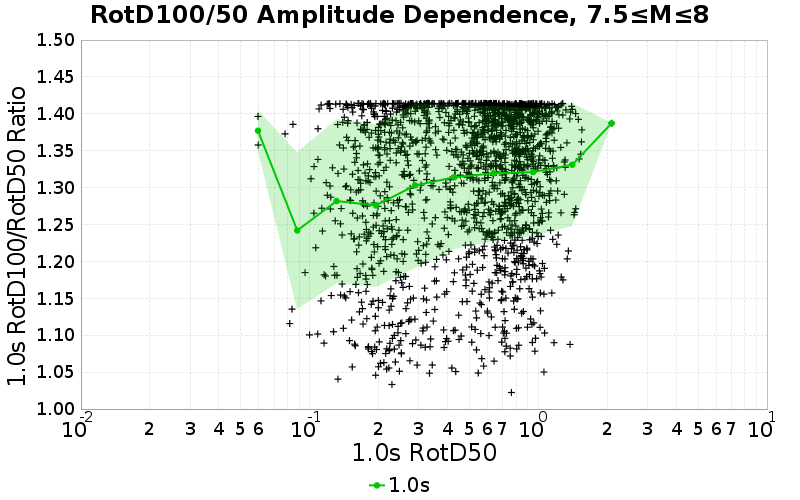 RotD100/50 Amplitude Dependence, 7.5≤M≤8
1.0s RotD100/RotD50 Ratio
1.50
1.45
1.40
1.35
1.30
1.25
1.20
1.15
1.10
1.05
1.00
10-2 2 3 4 5 6 10-1 2 3 4 5 6 7 100 2 3 4 5 6 7 101
1.0s RotD50
1.0s